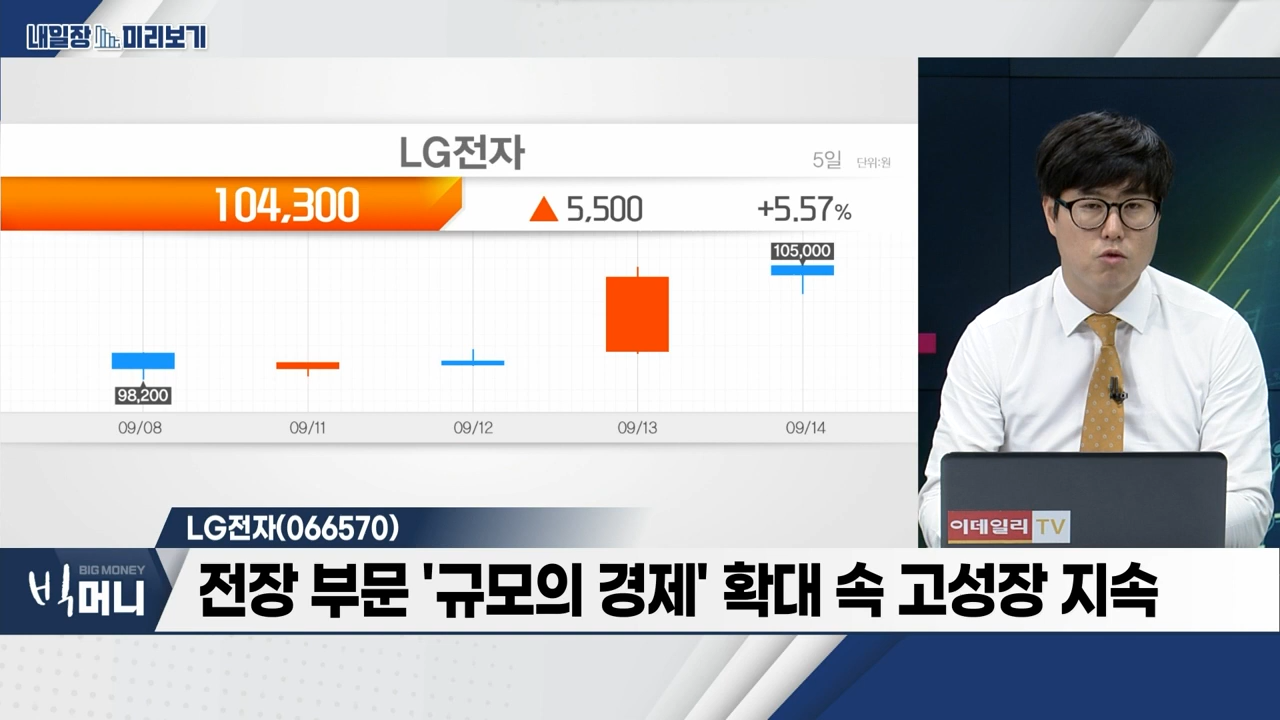 내일장 미리보기
LG전자
5일 단위:원
104,300 ▲ 5,500 +5.57%
105,000
98,200
09/08 09/11 09/12 09/13 09/14
이데일리 TV
LG전자(066570)
BIG MONEY
빅머니
전장 부문 '규모의 경제' 확대 속 고성장 지속